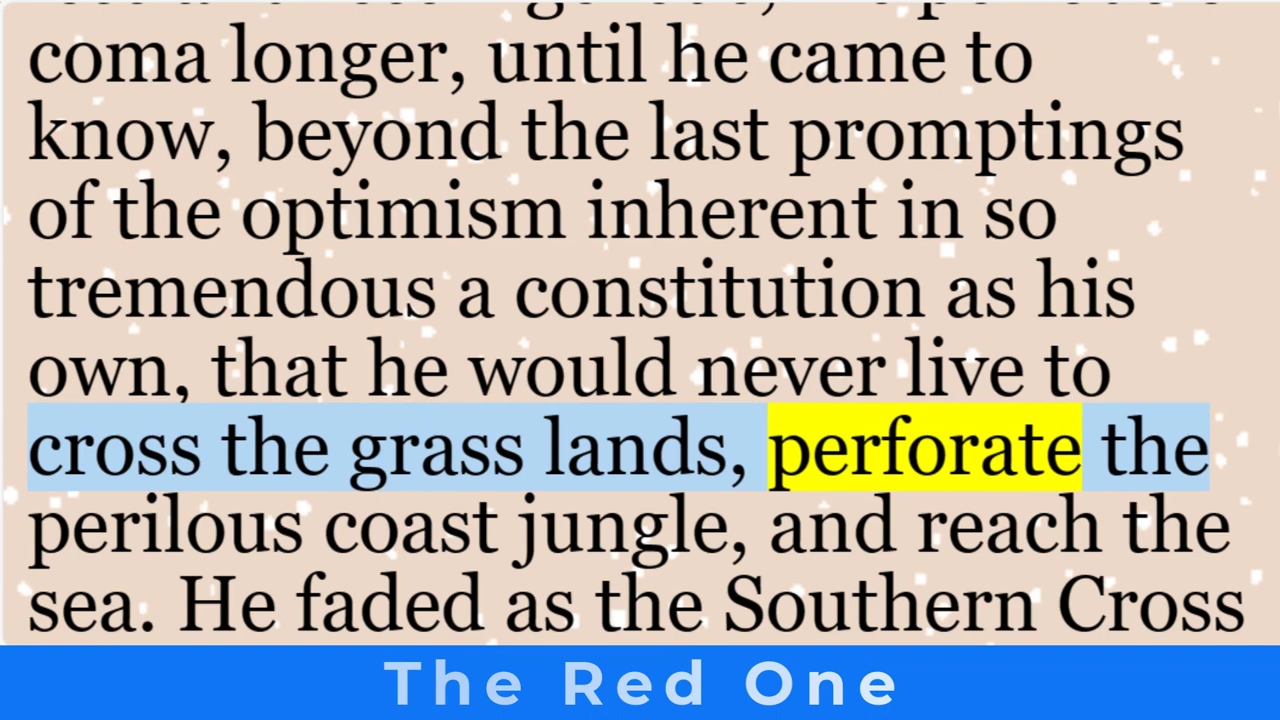 coma longer, until he came to
know, beyond the last promptings
of the optimism inherent in so
tremendous a constitution as his
own, that he would never live to
cross the grass lands, perforate the
perilous coast jungle, and reach the
sea. He faded as the Southern Cross
The Red One